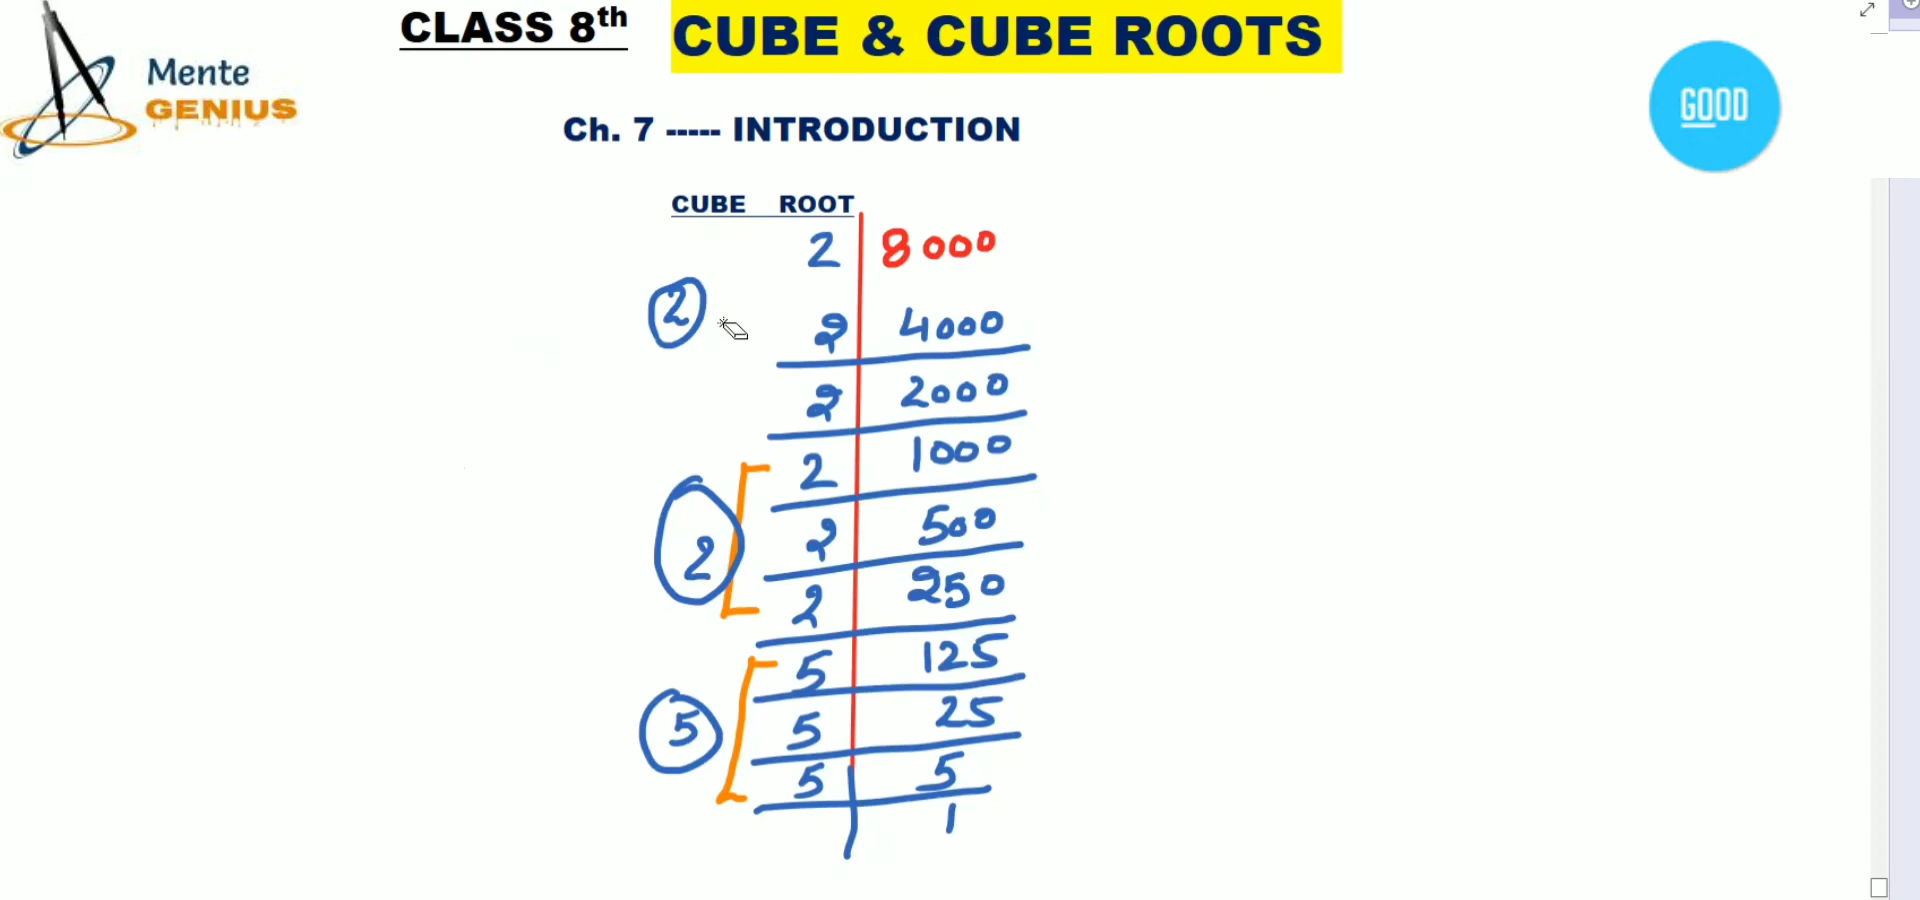 CLASS 8th CUBE & CUBE ROOTS
Mente
GENIUS
GOOD
Ch. 7 ----- INTRODUCTION
CUBE ROOT
2 8000
2
2 4000
2 2000
2 1000
2 500
2
2 250
5 125
5 25
5
5 5
1